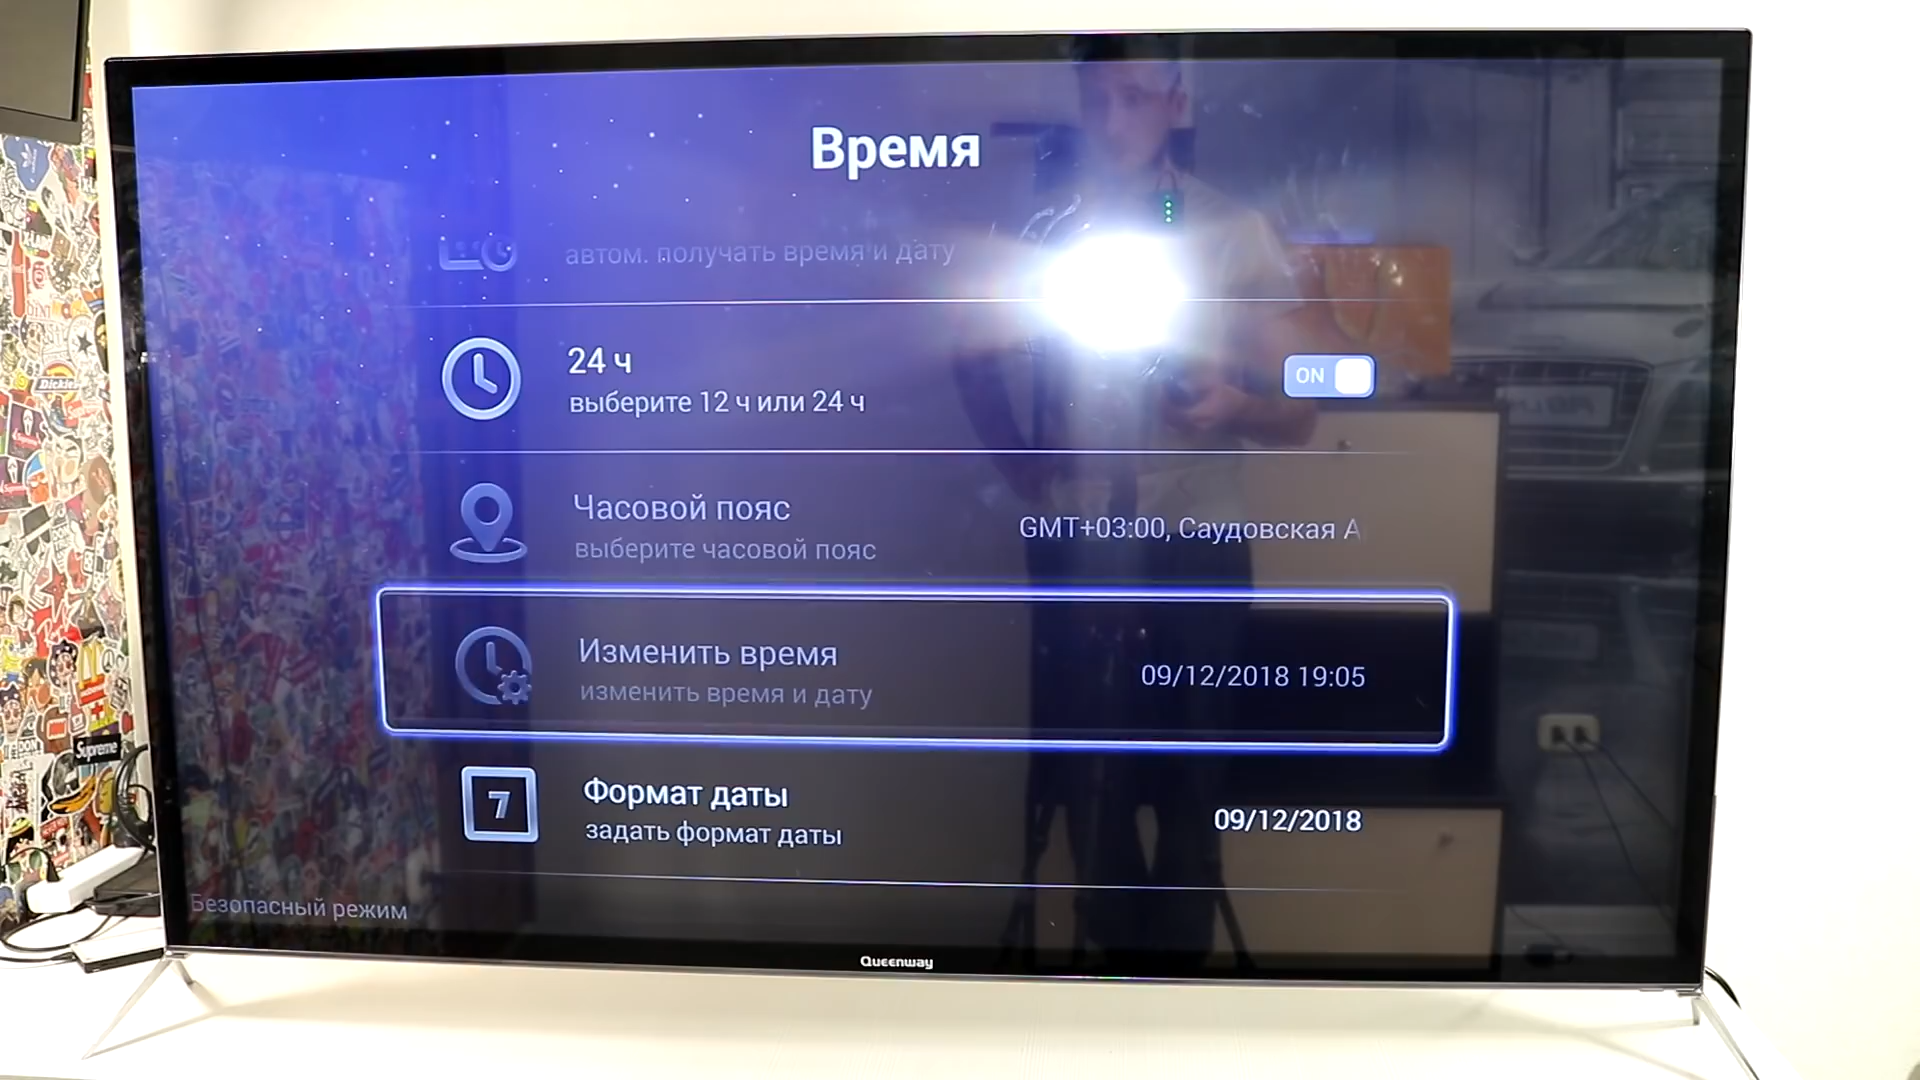 Время
автом. получать время и дату
24 ч
выберите 12 ч или 24 ч
ON
Часовой пояс
выберите часовой пояс
GMT+03:00, Саудовская А
Изменить время
изменить время и дату
09/12/2018 19:05
7
Формат даты
задать формат даты
09/12/2018
Безопасный режим
Queenway
Dickies
Supreme